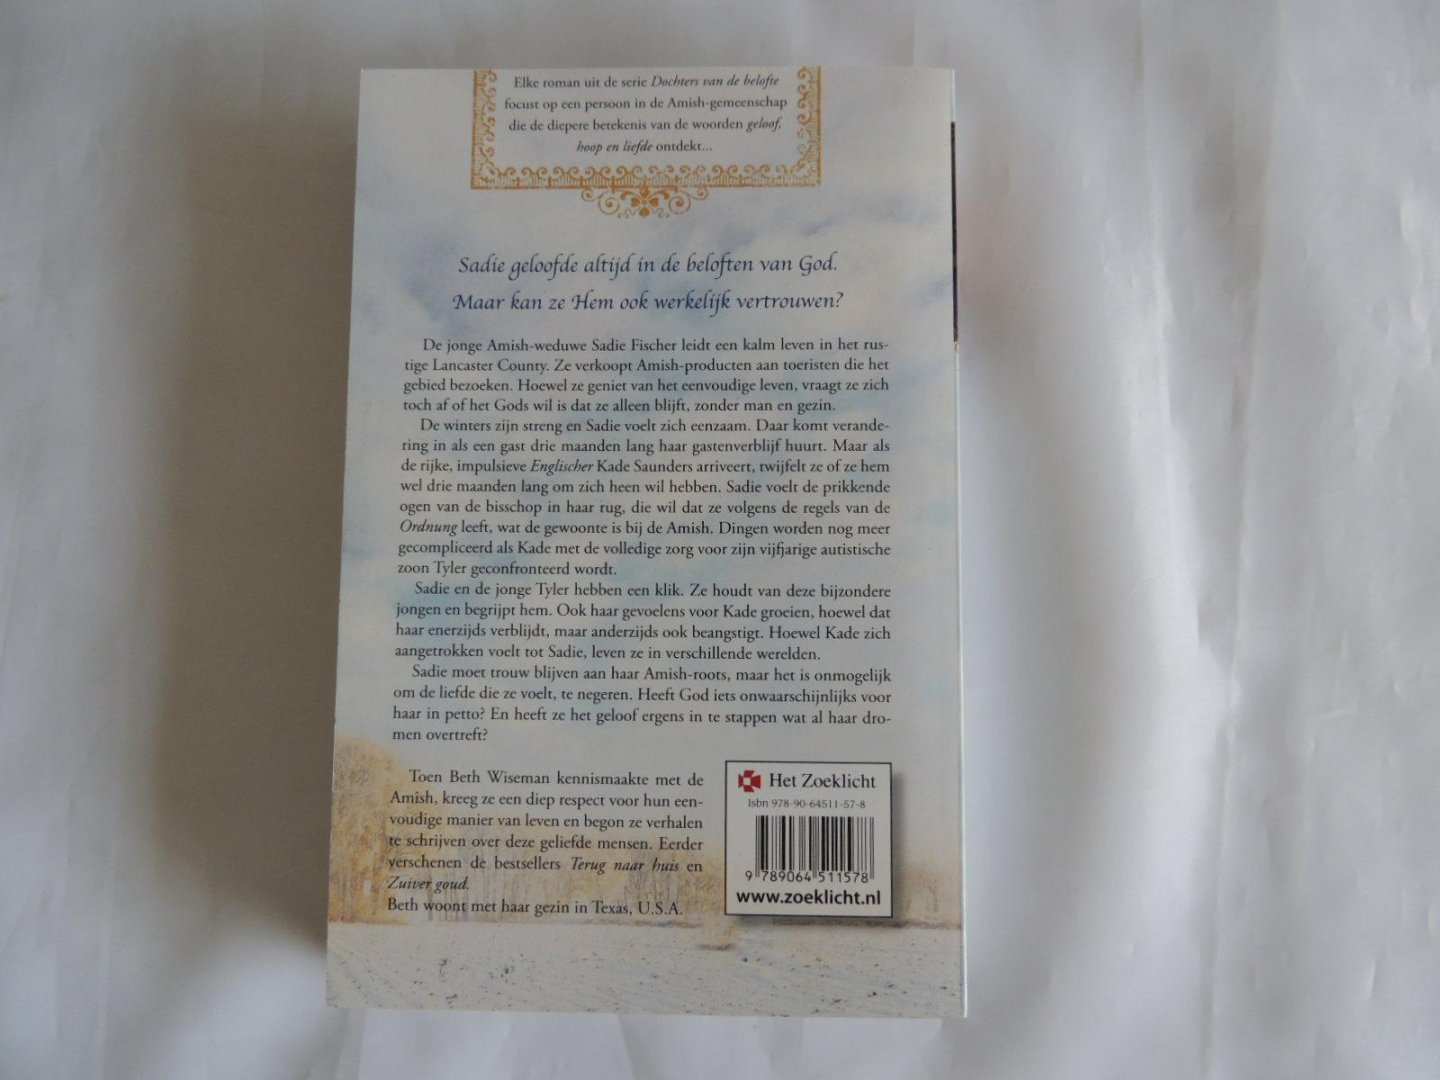 Elke roman uit de serie Dochters van de belofte
focust op een persoon in de Amish-gemeenschap
die de diepere betekenis van de woorden geloof,
hoop en liefde ontdekt...
Sadie geloofde altijd in de beloften van God.
Maar kan ze Hem ook werkelijk vertrouwen?
De jonge Amish-weduwe Sadie Fischer leidt een kalm leven in het rus-
tige Lancaster County. Ze verkoopt Amish-producten aan toeristen die het
gebied bezoeken. Hoewel ze geniet van het eenvoudige leven, vraagt ze zich
toch af of het Gods wil is dat ze alleen blijft, zonder man en gezin.
De winters zijn streng en Sadie voelt zich eenzaam. Daar komt verande-
ring in als een gast drie maanden lang haar gastenverblijf huurt. Maar als
de rijke, impulsieve Englischer Kade Saunders arriveert, twijfelt ze of ze hem
wel drie maanden lang om zich heen wil hebben. Sadie voelt de prikkende
ogen van de bisschop in haar rug, die wil dat ze volgens de regels van de
Ordnung leeft, wat de gewoonte is bij de Amish. Dingen worden nog meer
gecompliceerd als Kade met de volledige zorg voor zijn vijfjarige autistische
zoon Tyler geconfronteerd wordt.
Sadie en de jonge Tyler hebben een klik. Ze houdt van deze bijzondere
jongen en begrijpt hem. Ook haar gevoelens voor Kade groeien, hoewel dat
haar enerzijds verblijdt, maar anderzijds ook beangstigt. Hoewel Kade zich
aangetrokken voelt tot Sadie, leven ze in verschillende werelden.
Sadie moet trouw blijven aan haar Amish-roots, maar het is onmogelijk
om de liefde die ze voelt, te negeren. Heeft God iets onwaarschijnlijks voor
haar in petto? En heeft ze het geloof ergens in te stappen wat al haar dro-
men overtreft?
Toen Beth Wiseman kennismaakte met de
Amish, kreeg ze een diep respect voor hun een-
voudige manier van leven en begon ze verhalen
te schrijven over deze geliefde mensen. Eerder
verschenen de bestsellers Terug naar huis en
Zuiver goud.
Beth woont met haar gezin in Texas, U.S.A.
Het Zoeklicht
Isbn 978-90-64511-57-8
9 789064 511578
www.zoeklicht.nl